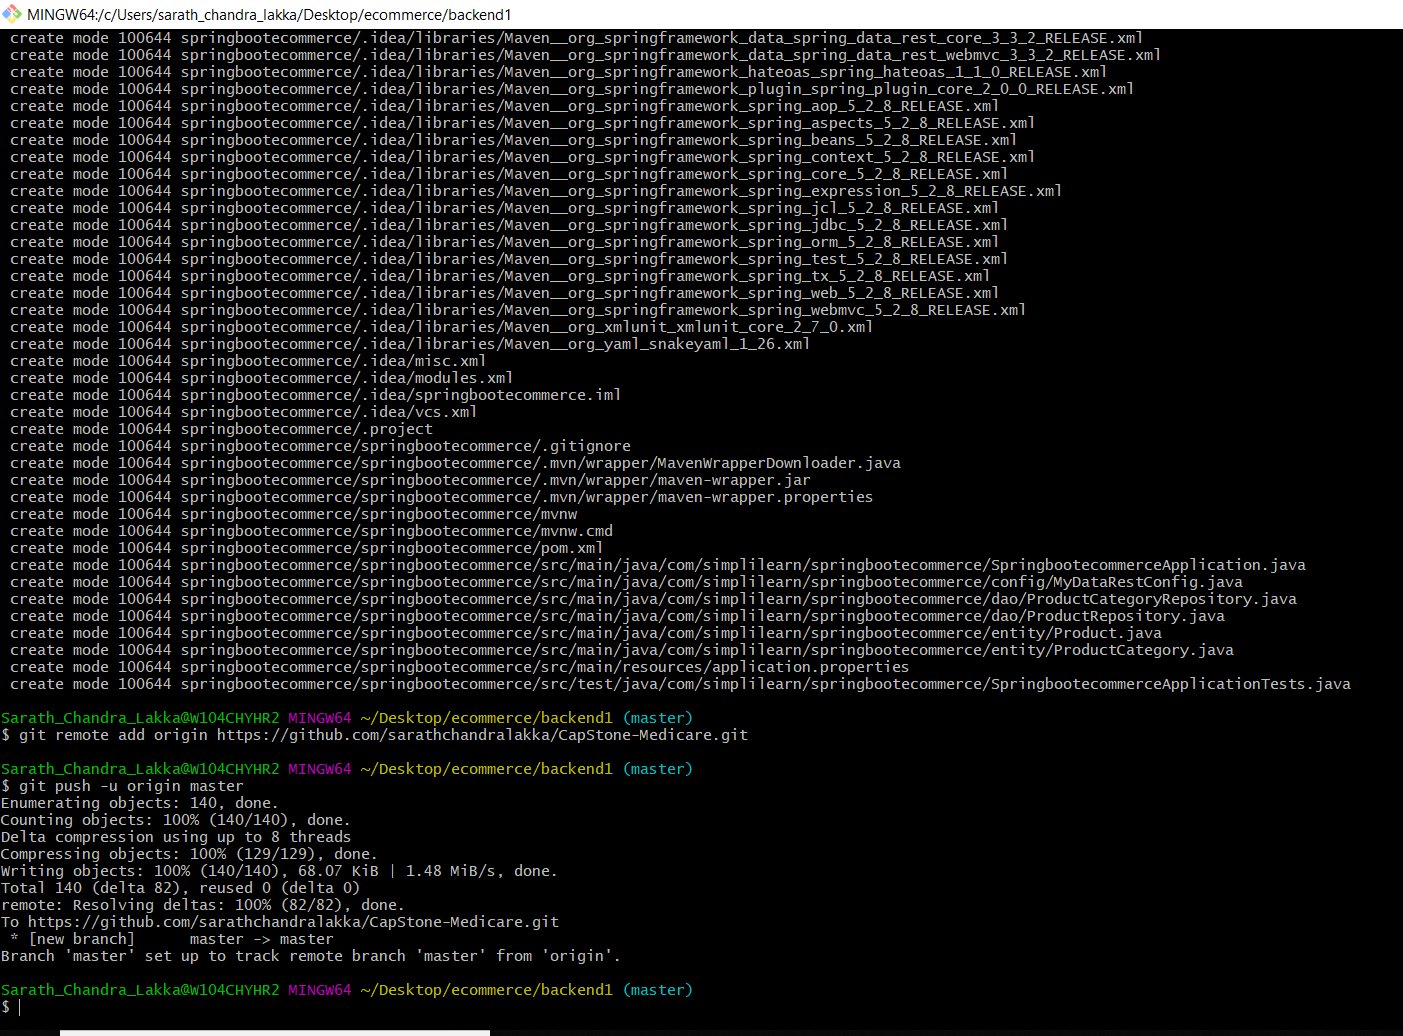 MINGW64:/c/Users/sarath_chandra_lakka/Desktop/ecommerce/backend1
create mode 100644 springbootecommerce/.idea/libraries/Maven__org_springframework_data_spring_data_rest_core_3_3_2_RELEASE.xml
create mode 100644 springbootecommerce/.idea/libraries/Maven__org_springframework_data_spring_data_rest_webmvc_3_3_2_RELEASE.xml
create mode 100644 springbootecommerce/.idea/libraries/Maven__org_springframework_hateoas_spring_hateoas_1_1_0_RELEASE.xml
create mode 100644 springbootecommerce/.idea/libraries/Maven__org_springframework_plugin_spring_plugin_core_2_0_0_RELEASE.xml
create mode 100644 springbootecommerce/.idea/libraries/Maven__org_springframework_spring_aop_5_2_8_RELEASE.xml
create mode 100644 springbootecommerce/.idea/libraries/Maven__org_springframework_spring_aspects_5_2_8_RELEASE.xml
create mode 100644 springbootecommerce/.idea/libraries/Maven__org_springframework_spring_beans_5_2_8_RELEASE.xml
create mode 100644 springbootecommerce/.idea/libraries/Maven__org_springframework_spring_context_5_2_8_RELEASE.xml
create mode 100644 springbootecommerce/.idea/libraries/Maven__org_springframework_spring_core_5_2_8_RELEASE.xml
create mode 100644 springbootecommerce/.idea/libraries/Maven__org_springframework_spring_expression_5_2_8_RELEASE.xml
create mode 100644 springbootecommerce/.idea/libraries/Maven__org_springframework_spring_jcl_5_2_8_RELEASE.xml
create mode 100644 springbootecommerce/.idea/libraries/Maven__org_springframework_spring_jdbc_5_2_8_RELEASE.xml
create mode 100644 springbootecommerce/.idea/libraries/Maven__org_springframework_spring_orm_5_2_8_RELEASE.xml
create mode 100644 springbootecommerce/.idea/libraries/Maven__org_springframework_spring_test_5_2_8_RELEASE.xml
create mode 100644 springbootecommerce/.idea/libraries/Maven__org_springframework_spring_tx_5_2_8_RELEASE.xml
create mode 100644 springbootecommerce/.idea/libraries/Maven__org_springframework_spring_web_5_2_8_RELEASE.xml
create mode 100644 springbootecommerce/.idea/libraries/Maven__org_springframework_spring_webmvc_5_2_8_RELEASE.xml
create mode 100644 springbootecommerce/.idea/libraries/Maven__org_xmlunit_xmlunit_core_2_7_0.xml
create mode 100644 springbootecommerce/.idea/libraries/Maven__org_yaml_snakeyaml_1_26.xml
create mode 100644 springbootecommerce/.idea/misc.xml
create mode 100644 springbootecommerce/.idea/modules.xml
create mode 100644 springbootecommerce/.idea/springbootecommerce.iml
create mode 100644 springbootecommerce/.idea/vcs.xml
create mode 100644 springbootecommerce/.project
create mode 100644 springbootecommerce/springbootecommerce/.gitignore
create mode 100644 springbootecommerce/springbootecommerce/.mvn/wrapper/MavenWrapperDownloader.java
create mode 100644 springbootecommerce/springbootecommerce/.mvn/wrapper/maven-wrapper.jar
create mode 100644 springbootecommerce/springbootecommerce/.mvn/wrapper/maven-wrapper.properties
create mode 100644 springbootecommerce/springbootecommerce/mvnw
create mode 100644 springbootecommerce/springbootecommerce/mvnw.cmd
create mode 100644 springbootecommerce/springbootecommerce/pom.xml
create mode 100644 springbootecommerce/springbootecommerce/src/main/java/com/simplilearn/springbootecommerce/SpringbootecommerceApplication.java
create mode 100644 springbootecommerce/springbootecommerce/src/main/java/com/simplilearn/springbootecommerce/config/MyDataRestConfig.java
create mode 100644 springbootecommerce/springbootecommerce/src/main/java/com/simplilearn/springbootecommerce/dao/ProductCategoryRepository.java
create mode 100644 springbootecommerce/springbootecommerce/src/main/java/com/simplilearn/springbootecommerce/dao/ProductRepository.java
create mode 100644 springbootecommerce/springbootecommerce/src/main/java/com/simplilearn/springbootecommerce/entity/Product.java
create mode 100644 springbootecommerce/springbootecommerce/src/main/java/com/simplilearn/springbootecommerce/entity/ProductCategory.java
create mode 100644 springbootecommerce/springbootecommerce/src/main/resources/application.properties
create mode 100644 springbootecommerce/springbootecommerce/src/test/java/com/simplilearn/springbootecommerce/SpringbootecommerceApplicationTests.java
Sarath_Chandra_Lakka@W104CHYHR2 MINGW64 ~/Desktop/ecommerce/backend1 (master)
$ git remote add origin https://github.com/sarathchandralakka/CapStone-Medicare.git
Sarath_Chandra_Lakka@W104CHYHR2 MINGW64 ~/Desktop/ecommerce/backend1 (master)
$ git push -u origin master
Enumerating objects: 140, done.
Counting objects: 100% (140/140), done.
Delta compression using up to 8 threads
Compressing objects: 100% (129/129), done.
Writing objects: 100% (140/140), 68.07 KiB | 1.48 MiB/s, done.
Total 140 (delta 82), reused 0 (delta 0)
remote: Resolving deltas: 100% (82/82), done.
To https://github.com/sarathchandralakka/CapStone-Medicare.git
* [new branch]      master -> master
Branch 'master' set up to track remote branch 'master' from 'origin'.
Sarath_Chandra_Lakka@W104CHYHR2 MINGW64 ~/Desktop/ecommerce/backend1 (master)
$